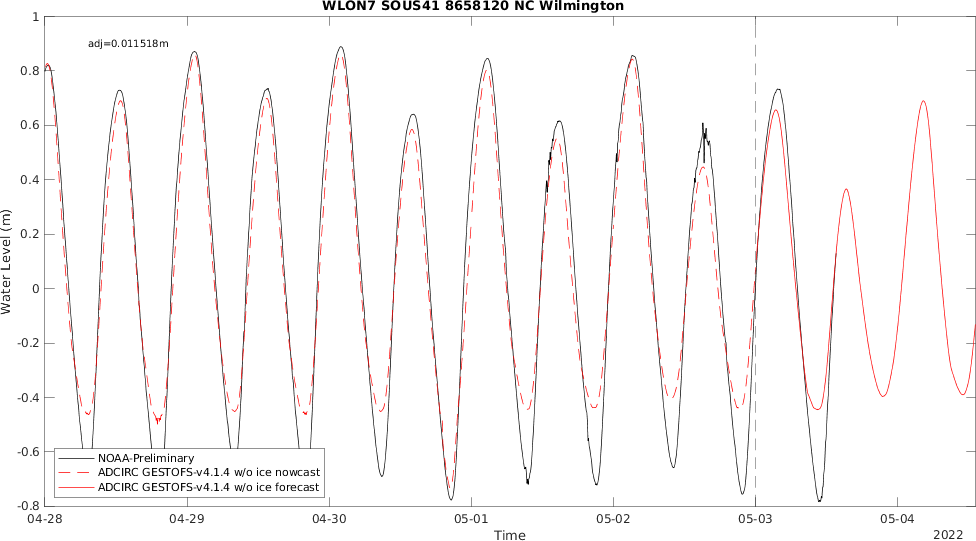 WLON7 SOUS41 8658120 NC Wilmington
adj=0.011518m
1
0.8
0.6
0.4
0.2
0
-0.2
-0.4
-0.6
-0.8
Water Level (m)
NOAA-Preliminary
ADCIRC GESTOFS-v4.1.4 w/o ice nowcast
ADCIRC GESTOFS-v4.1.4 w/o ice forecast
04-28 04-29 04-30 05-01 05-02 05-03 05-04
Time
2022